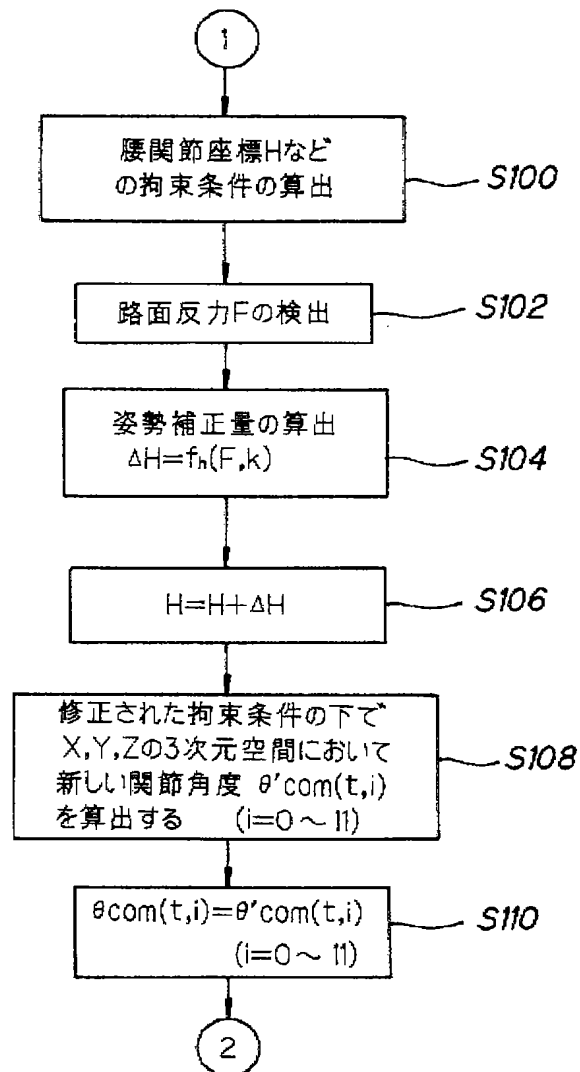 1
腰関節座標Hなど
の拘束条件の算出
S100
路面反力Fの検出
S102
姿勢補正量の算出
ΔH=fh(F,k)
S104
H=H+ΔH
S106
修正された拘束条件の下で
X,Y,Zの3次元空間において
新しい関節角度 θ'com(t,i)
を算出する (i=0～11)
S108
θcom(t,i)=θ'com(t,i)
(i=0～11)
S110
2